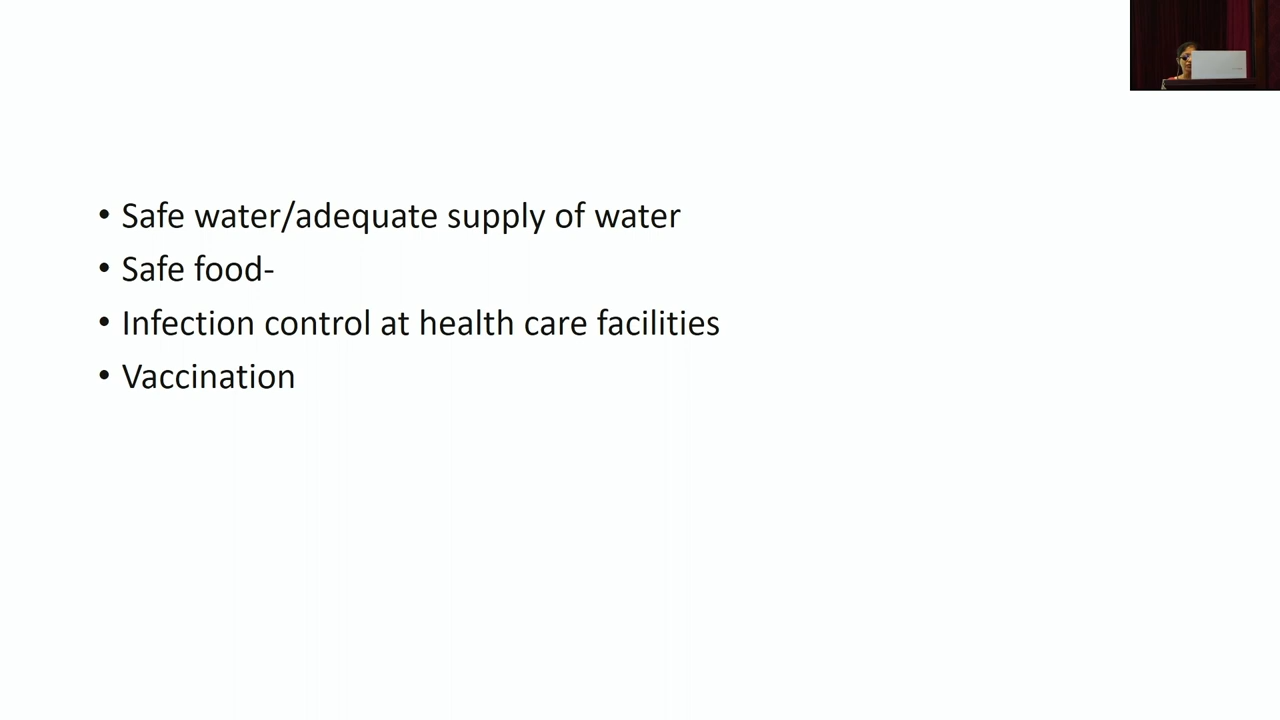 • Safe water/adequate supply of water
• Safe food-
• Infection control at health care facilities
• Vaccination